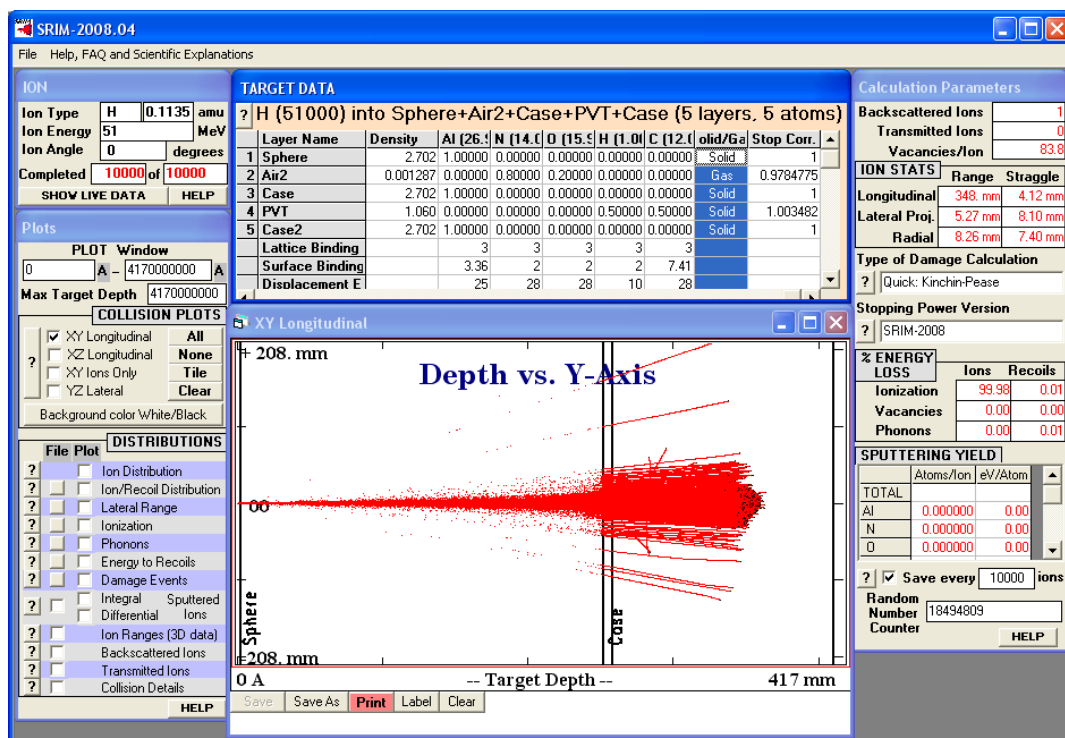 SRIM-2008.04
File Help, FAQ and Scientific Explanations
ION
Ion Type H 0.1135 amu
Ion Energy 51 MeV
Ion Angle 0 degrees
Completed 10000 of 10000
SHOW LIVE DATA HELP
Plots
PLOT Window
0 A - 4170000000 A
Max Target Depth 4170000000
COLLISION PLOTS
XY Longitudinal All
XZ Longitudinal None
? XY Ions Only Tile
YZ Lateral Clear
Background color White/Black
DISTRIBUTIONS
File Plot
? Ion Distribution
? Ion/Recoil Distribution
? Lateral Range
? Ionization
? Phonons
? Energy to Recoils
? Damage Events
? Integral Sputtered
Differential Ions
? Ion Ranges (3D data)
? Backscattered Ions
? Transmitted Ions
? Collision Details
HELP
TARGET DATA
? H (51000) into Sphere+Air2+Case+PVT+Case (5 layers, 5 atoms)
Layer Name Density Al (26.9 N (14.0 O (15.9 H (1.00 C (12.0 olid/Ga Stop Corr.
1 Sphere 2.702 1.00000 0.00000 0.00000 0.00000 0.00000 Solid 1
2 Air2 0.001287 0.00000 0.80000 0.20000 0.00000 0.00000 Gas 0.9784775
3 Case 2.702 1.00000 0.00000 0.00000 0.00000 0.00000 Solid 1
4 PVT 1.060 0.00000 0.00000 0.00000 0.50000 0.50000 Solid 1.003482
5 Case2 2.702 1.00000 0.00000 0.00000 0.00000 0.00000 Solid 1
Lattice Binding 3 3 3 3 3
Surface Binding 3.36 2 2 2 7.41
Displacement E 25 28 28 10 28
XY Longitudinal
+ 208. mm
Depth vs. Y-Axis
00
Sphere
Case
-208. mm
0 A -- Target Depth -- 417 mm
Save Save As Print Label Clear
Calculation Parameters
Backscattered Ions 1
Transmitted Ions 0
Vacancies/Ion 83.8
ION STATS Range Straggle
Longitudinal 348. mm 4.12 mm
Lateral Proj. 5.27 mm 8.10 mm
Radial 8.26 mm 7.40 mm
Type of Damage Calculation
? Quick: Kinchin-Pease
Stopping Power Version
? SRIM-2008
% ENERGY LOSS Ions Recoils
Ionization 99.98 0.01
Vacancies 0.00 0.00
Phonons 0.00 0.01
SPUTTERING YIELD
Atoms/Ion eV/Atom
TOTAL
Al 0.000000 0.00
N 0.000000 0.00
O 0.000000 0.00
? Save every 10000 ions
Random
Number 18494809
Counter
HELP